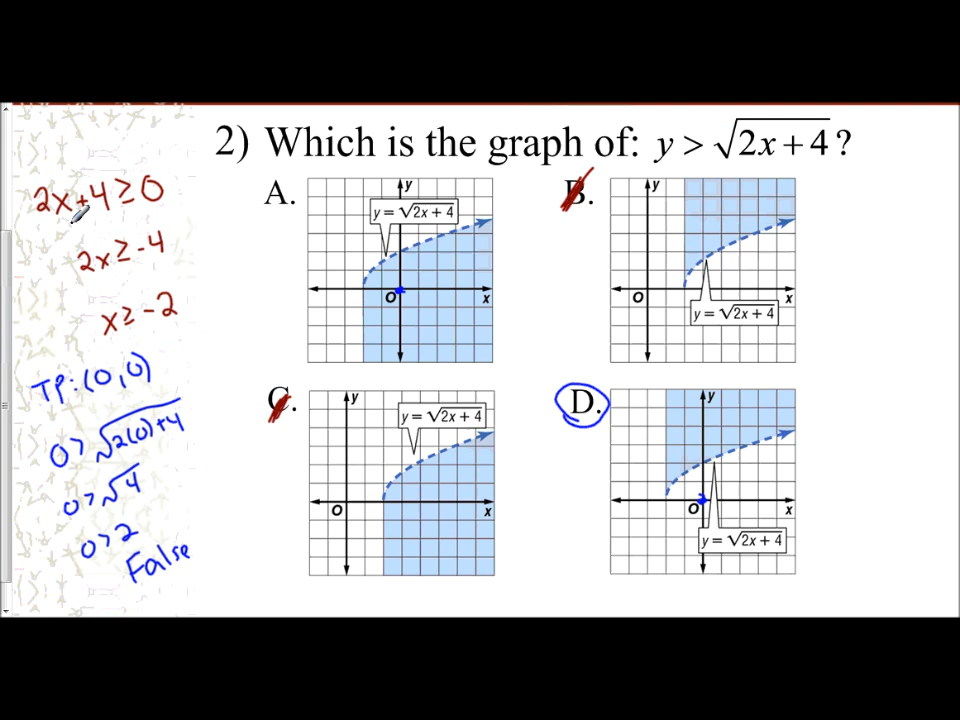 2) Which is the graph of: y > √2x + 4 ?
2x+4≥0
2x≥-4
x≥-2
TP: (0,0)
0>√2(0)+4
0>√4
0>2
False
A.
y
y = √2x + 4
O
x
B.
y
O
x
y = √2x + 4
C.
y
y = √2x + 4
O
x
D.
y
O
x
y = √2x + 4